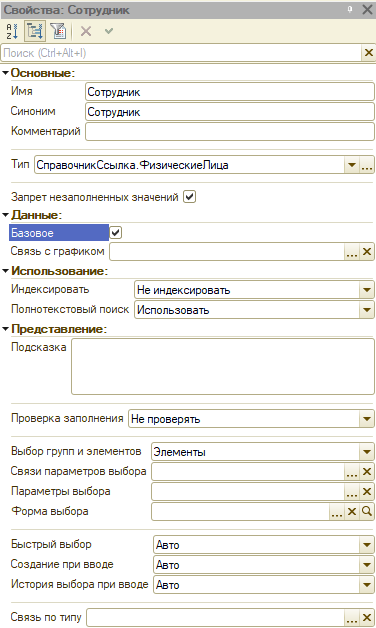 Свойства: Сотрудник
Поиск (Ctrl+Alt+I)
Основные:
Имя Сотрудник
Синоним Сотрудник
Комментарий
Тип СправочникСсылка.ФизическиеЛица
Запрет незаполненных значений
Данные:
Базовое
Связь с графиком
Использование:
Индексировать Не индексировать
Полнотекстовый поиск Использовать
Представление:
Подсказка
Проверка заполнения Не проверять
Выбор групп и элементов Элементы
Связи параметров выбора
Параметры выбора
Форма выбора
Быстрый выбор Авто
Создание при вводе Авто
История выбора при вводе Авто
Связь по типу